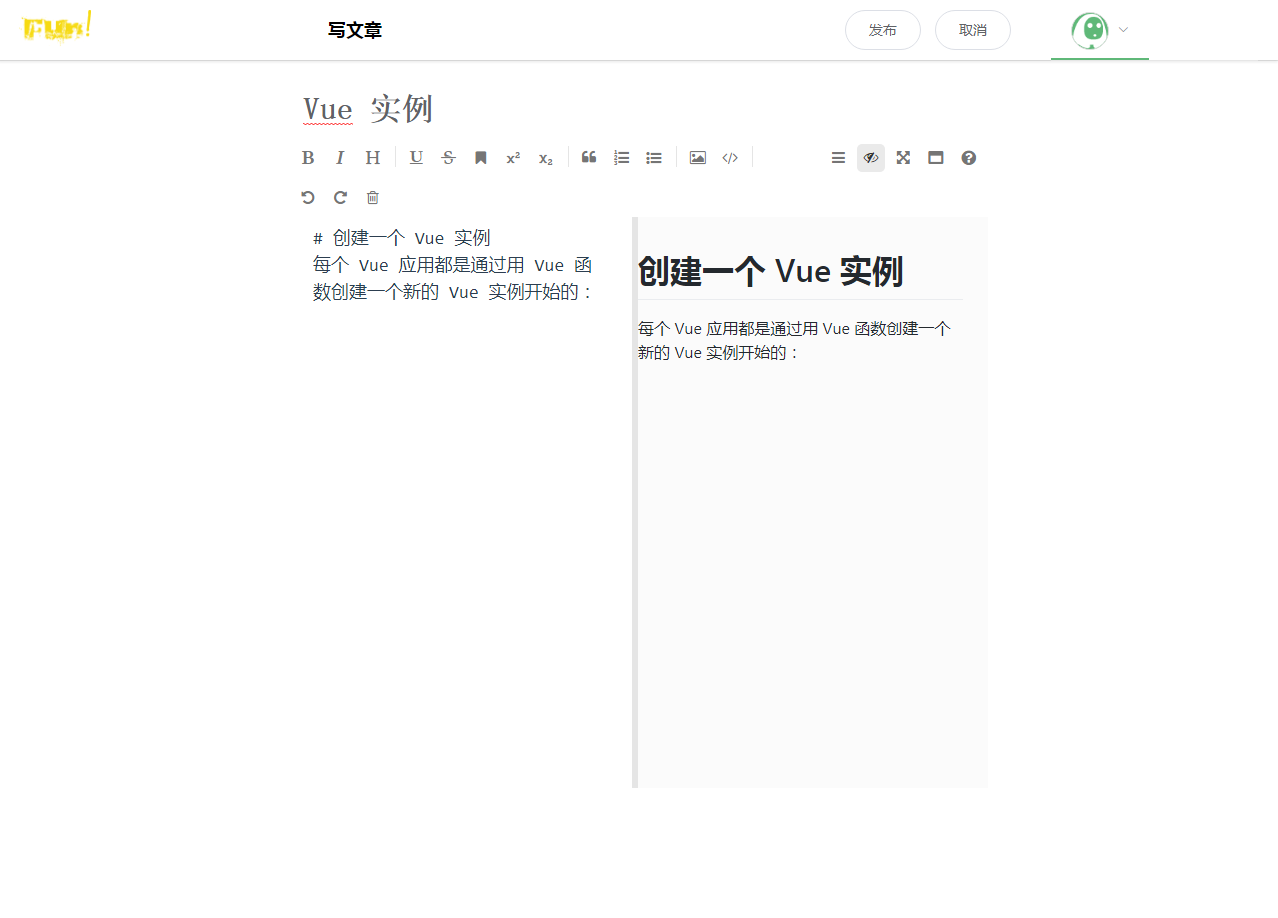 Fun!
写文章
发布
取消
Vue 实例
B I H U S x² x₂
# 创建一个 Vue 实例
每个 Vue 应用都是通过用 Vue 函
数创建一个新的 Vue 实例开始的：
创建一个 Vue 实例
每个 Vue 应用都是通过用 Vue 函数创建一个
新的 Vue 实例开始的：